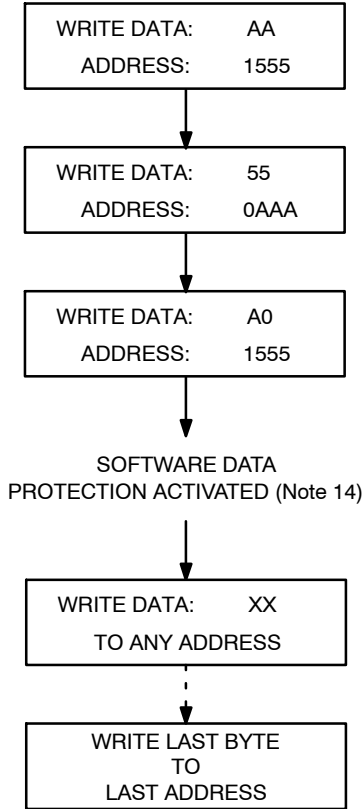 WRITE DATA: AA
ADDRESS: 1555
WRITE DATA: 55
ADDRESS: 0AAA
WRITE DATA: A0
ADDRESS: 1555
SOFTWARE DATA
PROTECTION ACTIVATED (Note 14)
WRITE DATA: XX
TO ANY ADDRESS
WRITE LAST BYTE
TO
LAST ADDRESS